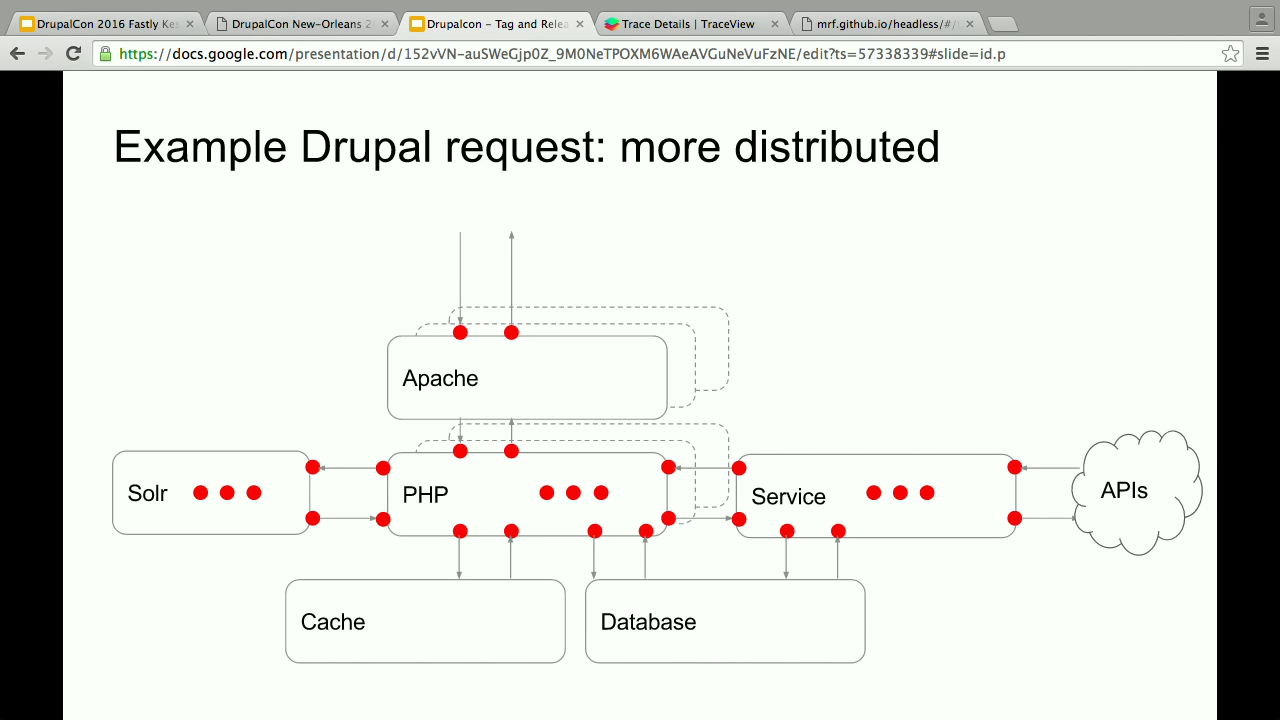 DrupalCon 2016 Fastly Ke
DrupalCon New-Orleans 2
Drupalcon – Tag and Relea
Trace Details | TraceView
mrf.github.io/headless/#/
https://docs.google.com/presentation/d/152vVN-auSWeGjp0Z_9M0NeTPOXM6WAeAVGuNeVuFzNE/edit?ts=57338339#slide=id.p
Example Drupal request: more distributed
Apache
Solr
PHP
Service
APIs
Cache
Database